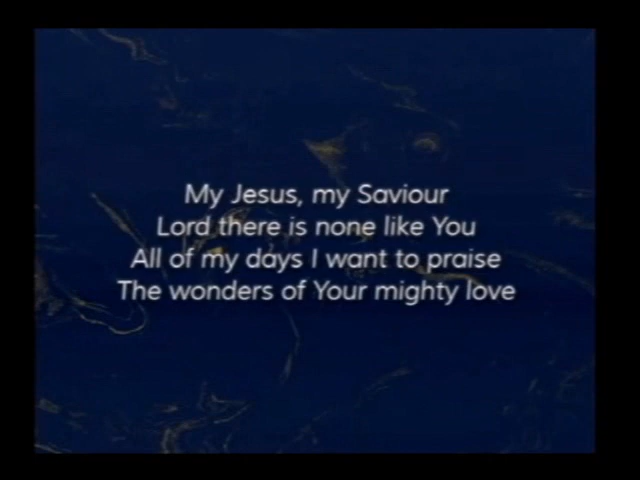 My Jesus, my Saviour
Lord there is none like You
All of my days I want to praise
The wonders of Your mighty love